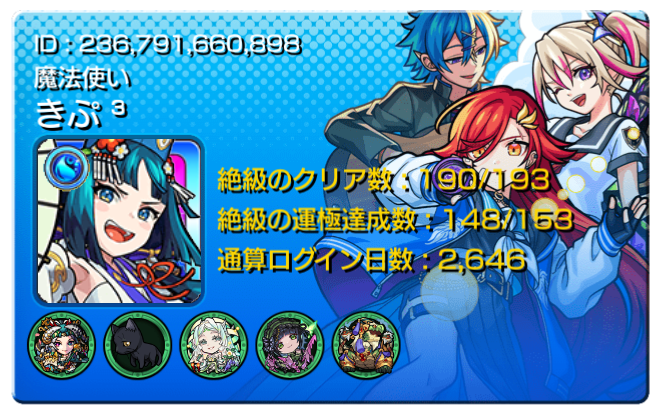 ID : 236,791,660,898
魔法使い
きぷ³
絶級のクリア数 : 190/193
絶級の運極達成数 : 148/153
通算ログイン日数 : 2,646